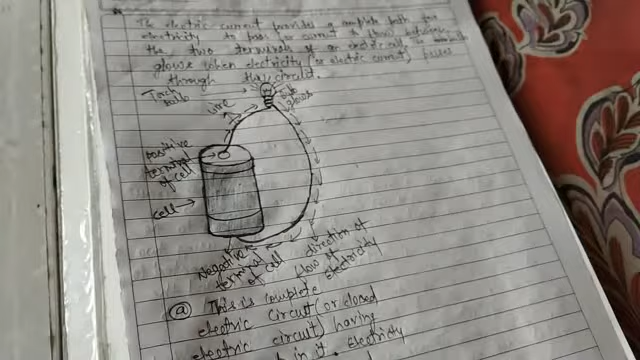 The electric current provides a complete path for
electricity to pass (or current to flow) between
the two terminals of an electric cell.
glows when electricity (or electric current) passes
through the circuit.
Torch
bulb
wire
Bulb
glows
positive
terminal
of cell
cell
Negative
terminal
of cell
direction of
flow of
electricity
(a) This is complete
electric circuit (or closed
electric circuit) having
in it. Electricity